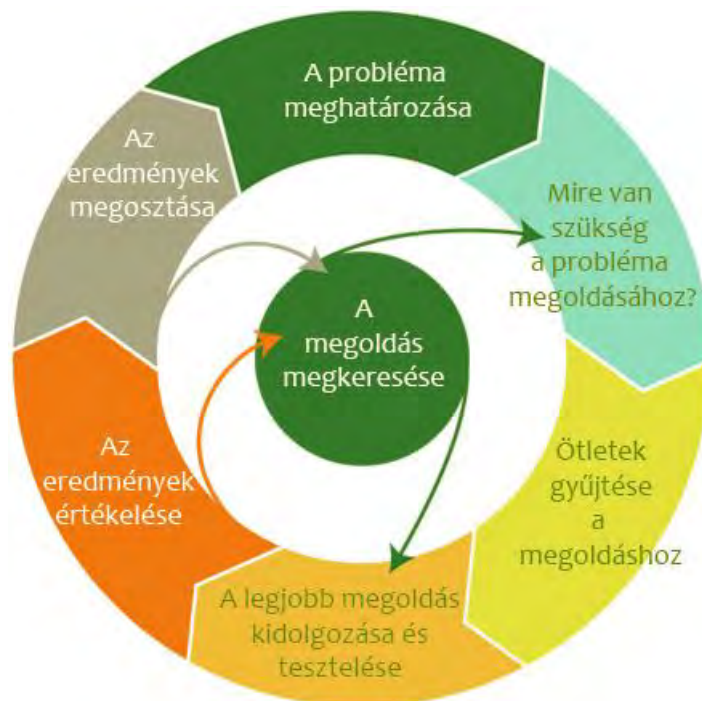 A probléma
meghatározása
Mire van
szükség
a probléma
megoldásához?
Ötletek
gyűjtése
a
megoldáshoz
A legjobb megoldás
kidolgozása és
tesztelése
Az
eredmények
értékelése
Az
eredmények
megosztása
A
megoldás
megkeresése